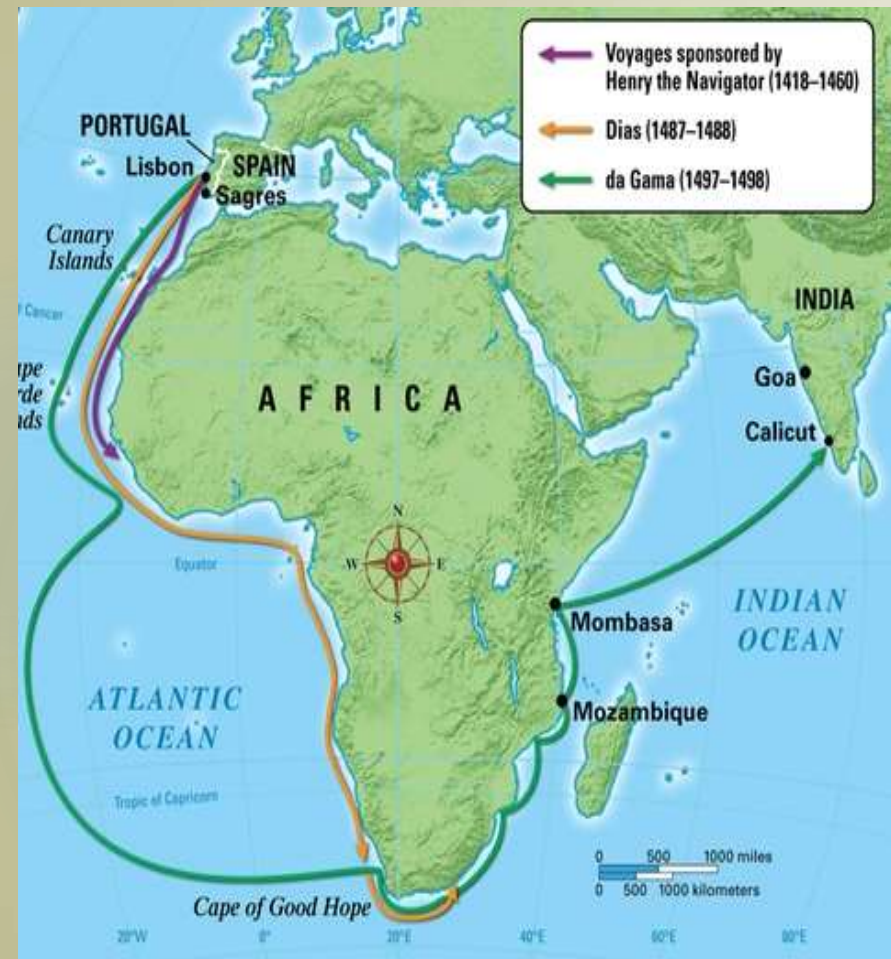 Voyages sponsored by
Henry the Navigator (1418–1460)
Dias (1487–1488)
da Gama (1497–1498)
PORTUGAL
Lisbon
SPAIN
Sagres
Canary
Islands
Cancer
INDIA
Goa
Calicut
AFRICA
N
W
E
S
Equator
Mombasa
INDIAN
OCEAN
Mozambique
ATLANTIC
OCEAN
Tropic of Capricorn
0 500 1000 miles
0 500 1000 kilometers
Cape of Good Hope
20°W 0° 20°E 40°E 60°E 80°E